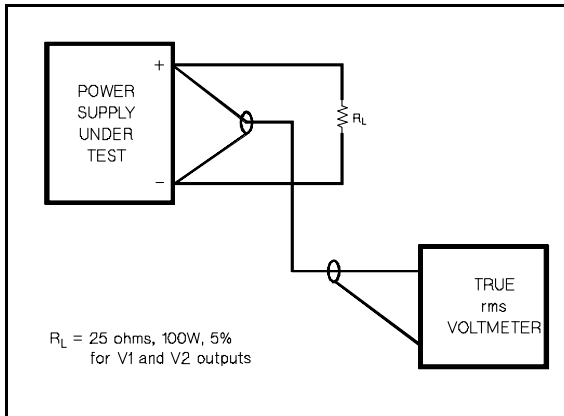 POWER
SUPPLY
UNDER
TEST
+
−
RL
TRUE
rms
VOLTMETER
RL = 25 ohms, 100W, 5%
for V1 and V2 outputs